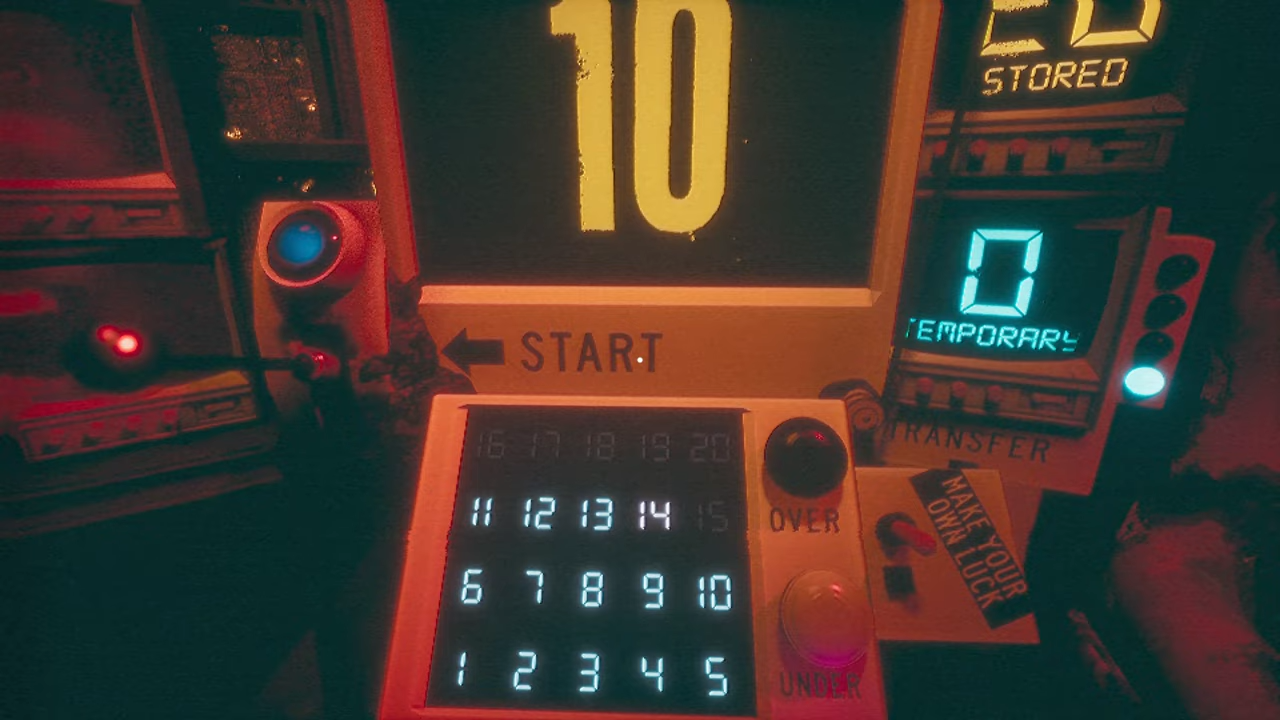 10
STORED
0
TEMPORARY
START
TRANSFER
16 17 18 19 20
11 12 13 14 15
6 7 8 9 10
1 2 3 4 5
OVER
UNDER
MAKE YOUR
OWN LUCK